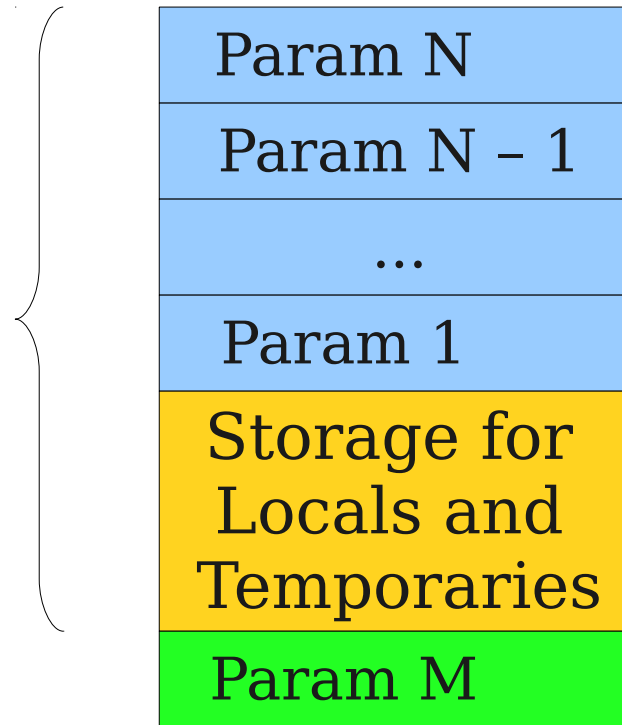 Param N
Param N – 1
...
Param 1
Storage for
Locals and
Temporaries
Param M